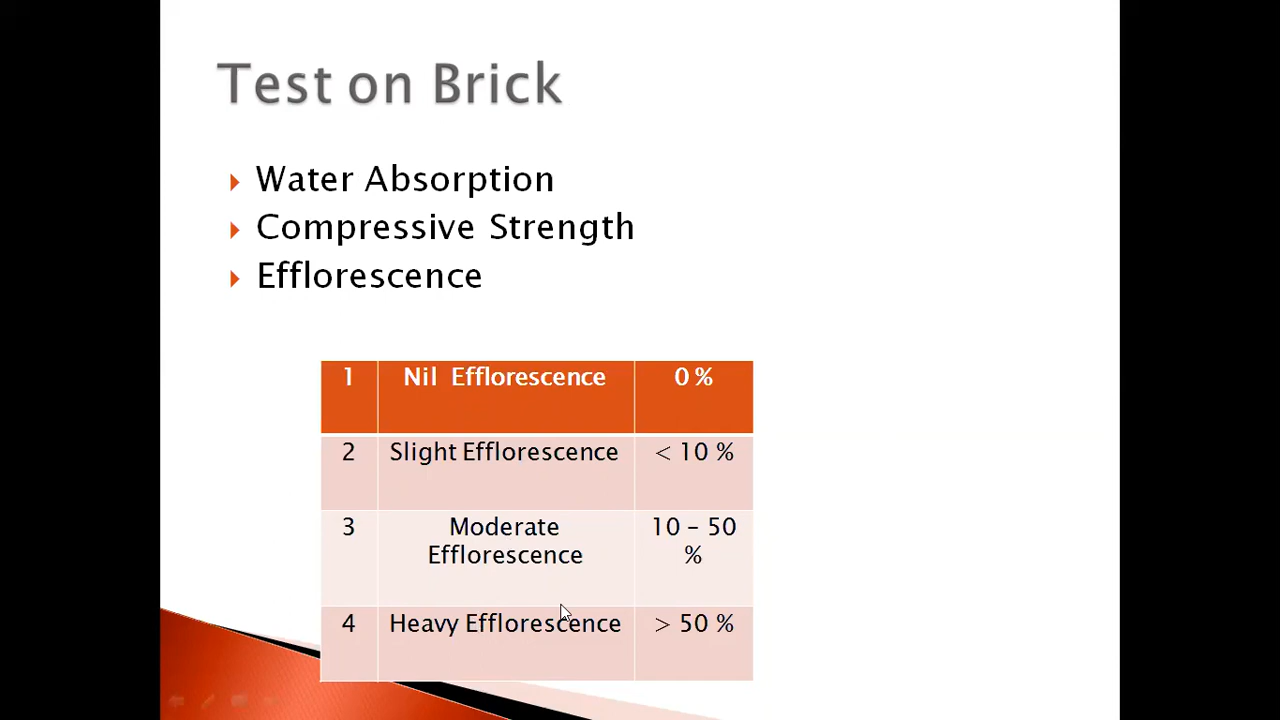 Test on Brick
Water Absorption
Compressive Strength
Efflorescence
1 Nil Efflorescence 0 %
2 Slight Efflorescence < 10 %
3 Moderate Efflorescence 10 – 50 %
4 Heavy Efflorescence > 50 %